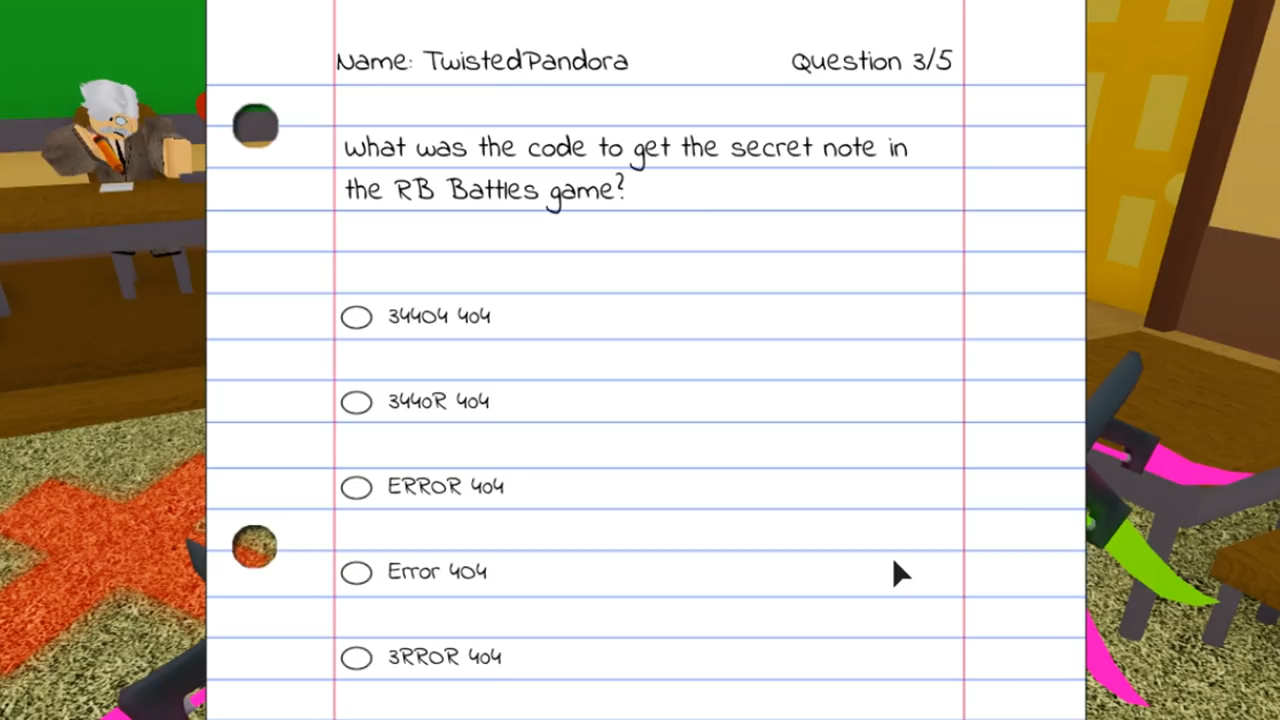 Name: TwistedPandora Question 3/5
what was the code to get the secret note in
the RB Battles game?
34404 404
3440R 404
ERROR 404
Error 404
3RROR 404